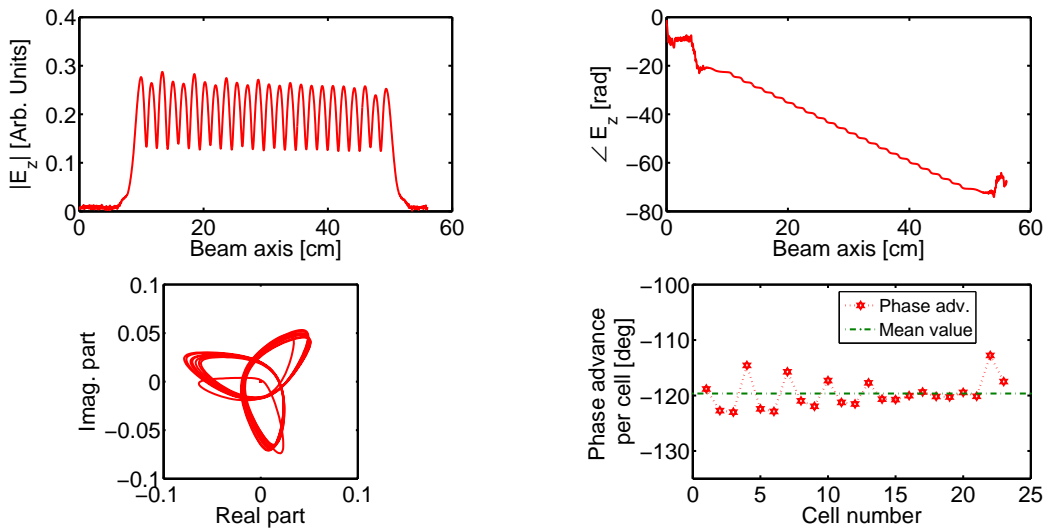 0.4
0.3
0.2
0.1
0
|E_z| [Arb. Units]
0 20 40 60
Beam axis [cm]
0
−20
−40
−60
−80
∠ E_z [rad]
0 20 40 60
Beam axis [cm]
0.1
0.05
0
−0.05
−0.1
Imag. part
−0.1 0 0.1
Real part
−100
−110
−120
−130
Phase advance
per cell [deg]
Phase adv.
Mean value
0 5 10 15 20 25
Cell number